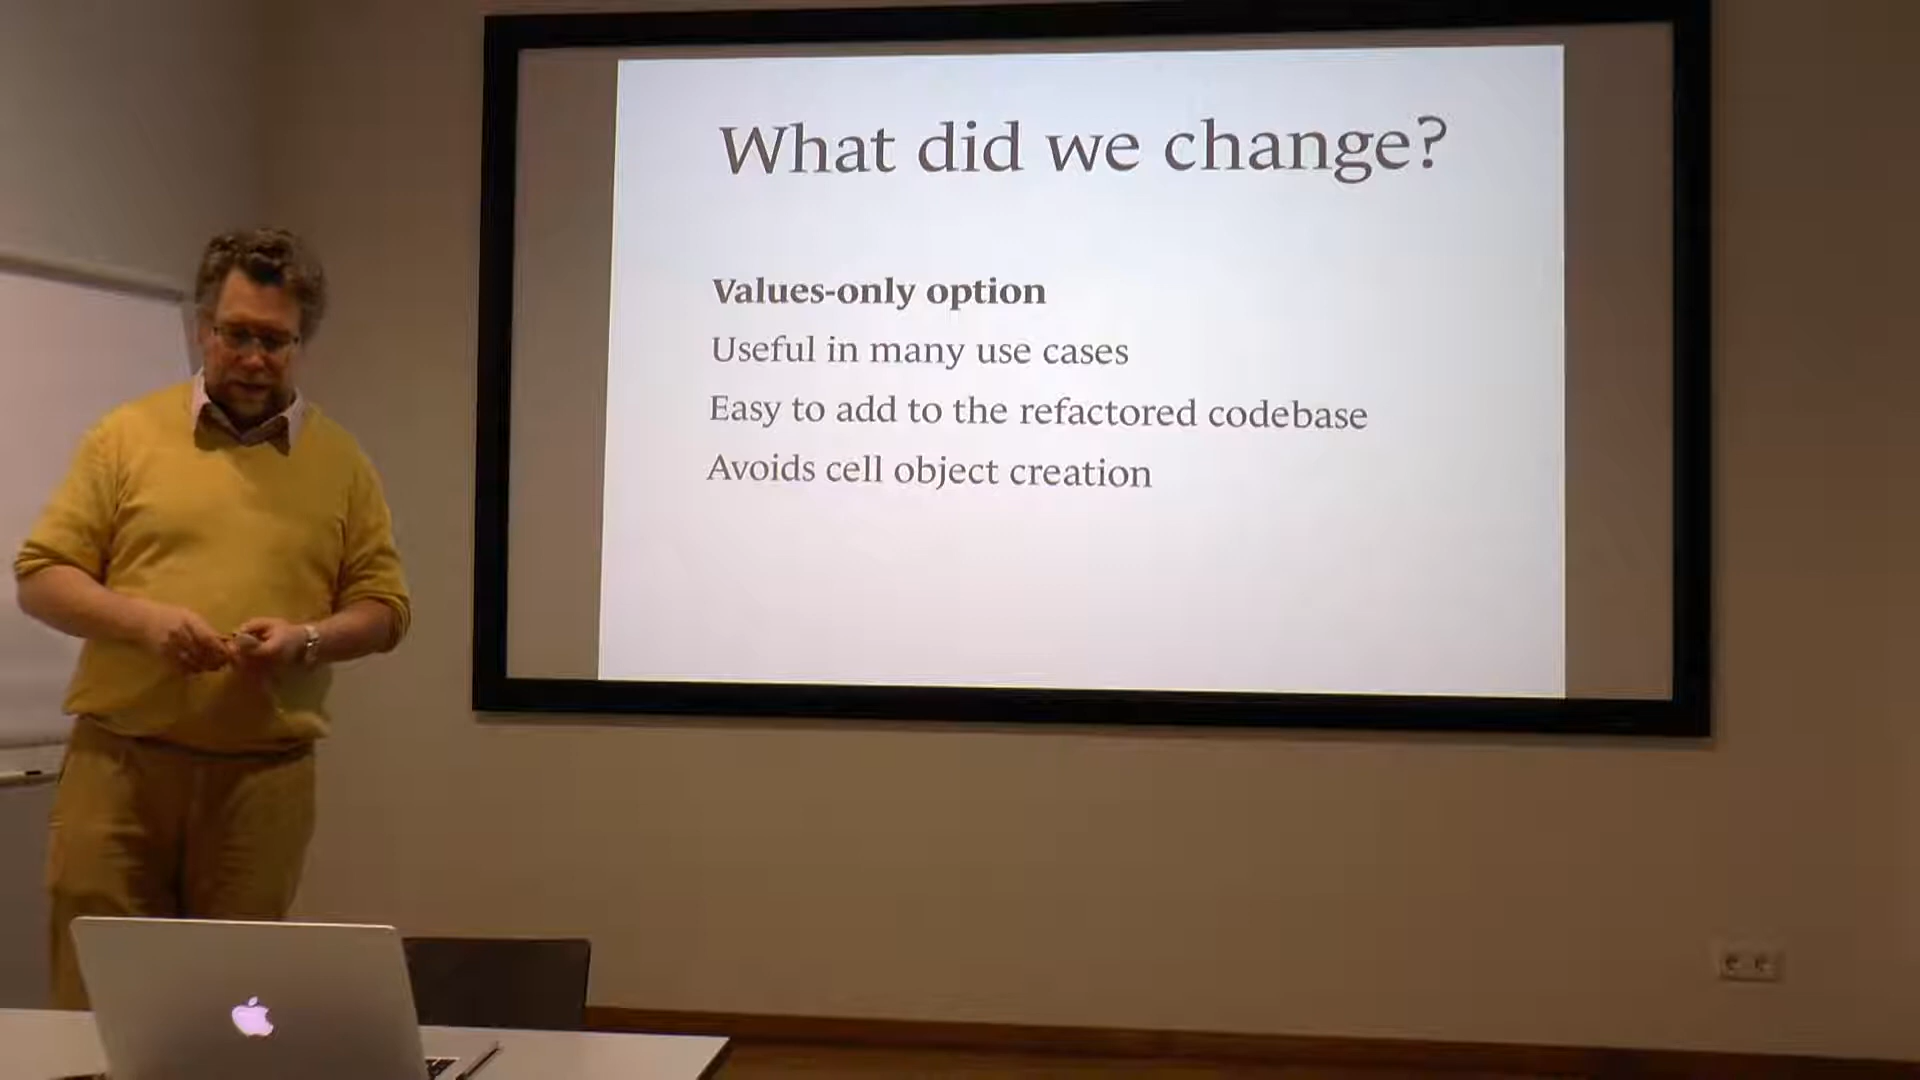 What did we change?
Values-only option
Useful in many use cases
Easy to add to the refactored codebase
Avoids cell object creation